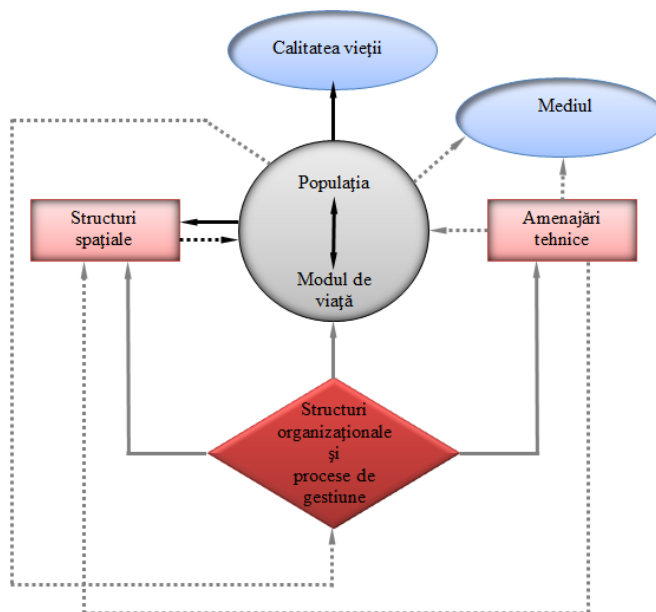 Calitatea vieţii
Mediul
Populaţia
Structuri
spaţiale
Amenajări
tehnice
Modul de
viaţă
Structuri
organizaţionale
şi
procese de
gestiune